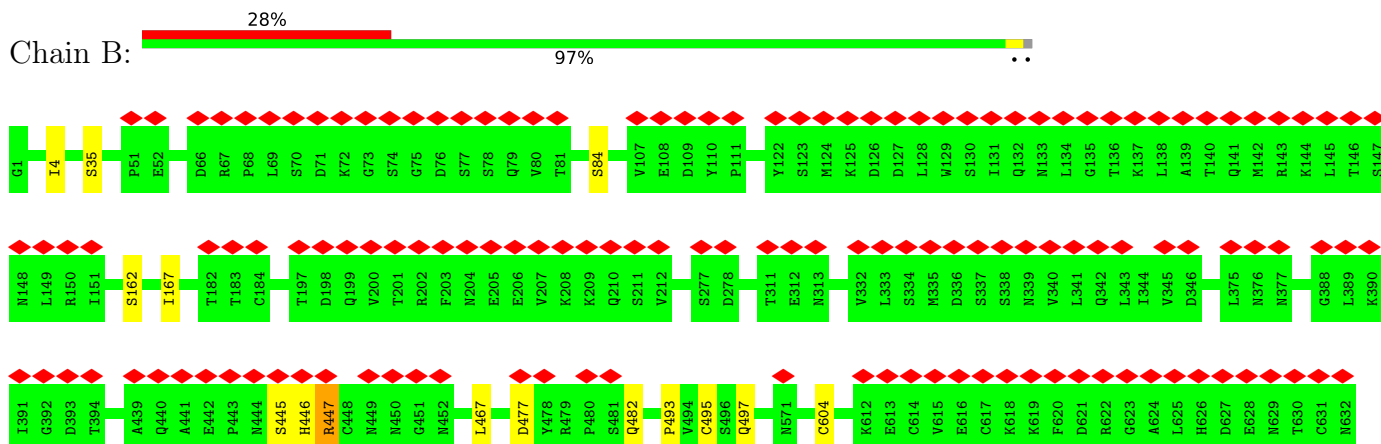 28%
Chain B:
97%
• •
G1 I4 S35 P51 E52 D66 R67 P68 L69 S70 D71 K72 G73 S74 G75 D76 S77 S78 Q79 V80 T81 S84 V107 E108 D109 Y110 P111 Y122 S123 M124 K125 D126 D127 L128 W129 S130 I131 Q132 N133 L134 G135 T136 K137 L138 A139 T140 Q141 M142 R143 K144 L145 T146 S147
N148 L149 R150 I151 S162 I167 T182 T183 C184 T197 D198 Q199 V200 T201 R202 F203 N204 E205 E206 V207 K208 K209 Q210 S211 V212 S277 D278 T311 E312 N313 V332 L333 S334 M335 D336 S337 S338 N339 V340 L341 Q342 L343 I344 V345 D346 L375 N376 N377 G388 L389 K390
I391 G392 D393 T394 A439 Q440 A441 E442 P443 N444 S445 H446 R447 C448 N449 N450 G451 N452 L467 D477 Y478 R479 P480 S481 Q482 P493 V494 C495 S496 Q497 N571 C604 K612 E613 C614 V615 E616 C617 K618 K619 F620 D621 R622 G623 A624 L625 H626 D627 E628 N629 T630 C631 N632